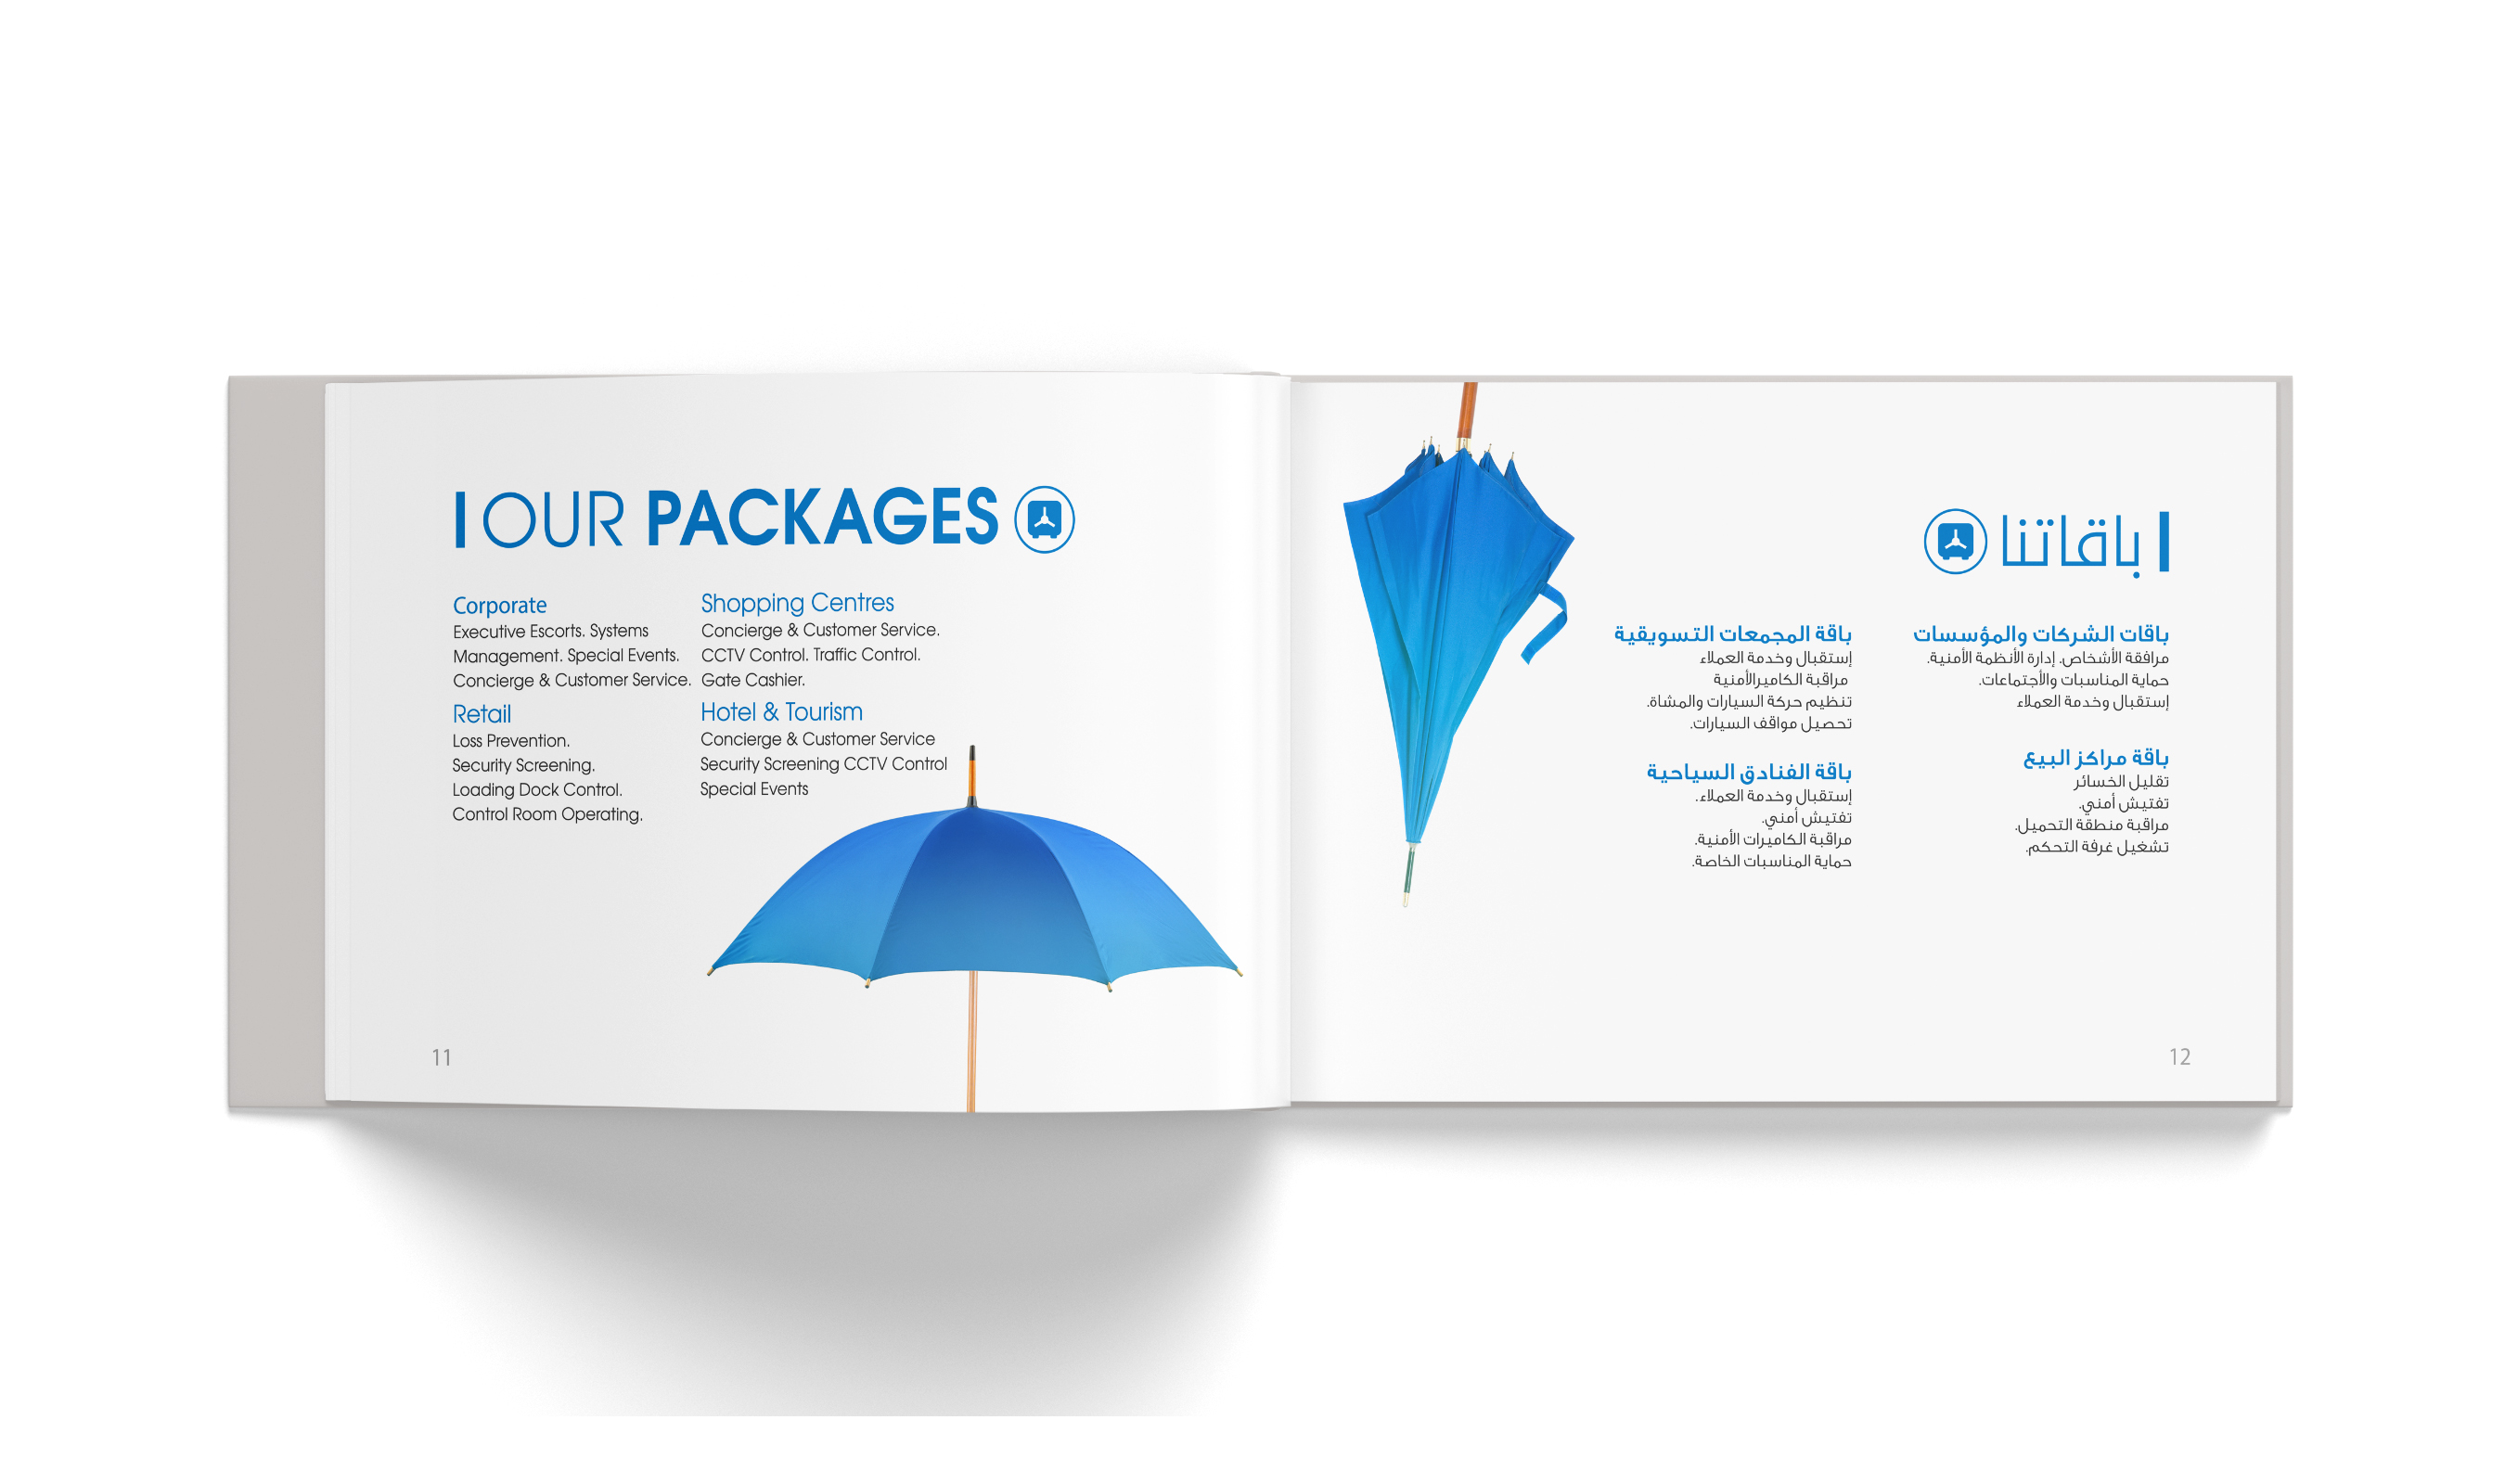 OUR PACKAGES
Corporate
Executive Escorts. Systems
Management. Special Events.
Concierge & Customer Service.
Retail
Loss Prevention.
Security Screening.
Loading Dock Control.
Control Room Operating.
Shopping Centres
Concierge & Customer Service.
CCTV Control. Traffic Control.
Gate Cashier.
Hotel & Tourism
Concierge & Customer Service
Security Screening CCTV Control
Special Events
11
باقاتنا
باقات الشركات والمؤسسات
مرافقة الأشخاص. إدارة الأنظمة الأمنية.
حماية المناسبات والأجتماعات.
إستقبال وخدمة العملاء
باقة مراكز البيع
تقليل الخسائر
تفتيش أمني.
مراقبة منطقة التحميل.
تشغيل غرفة التحكم.
باقة المجمعات التسويقية
إستقبال وخدمة العملاء
مراقبة الكاميرالأمنية
تنظيم حركة السيارات والمشاة.
تحصيل مواقف السيارات.
باقة الفنادق السياحية
إستقبال وخدمة العملاء.
تفتيش أمني.
مراقبة الكاميرات الأمنية.
حماية المناسبات الخاصة.
12